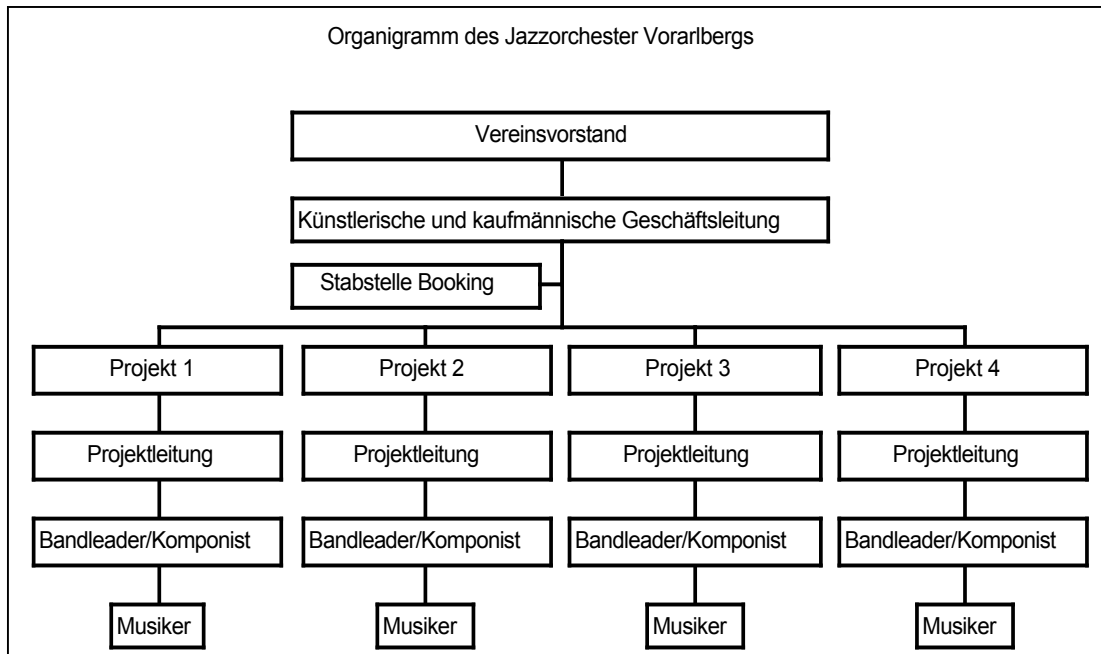 Organigramm des Jazzorchester Vorarlbergs
Vereinsvorstand
Künstlerische und kaufmännische Geschäftsleitung
Stabstelle Booking
Projekt 1
Projekt 2
Projekt 3
Projekt 4
Projektleitung
Projektleitung
Projektleitung
Projektleitung
Bandleader/Komponist
Bandleader/Komponist
Bandleader/Komponist
Bandleader/Komponist
Musiker
Musiker
Musiker
Musiker